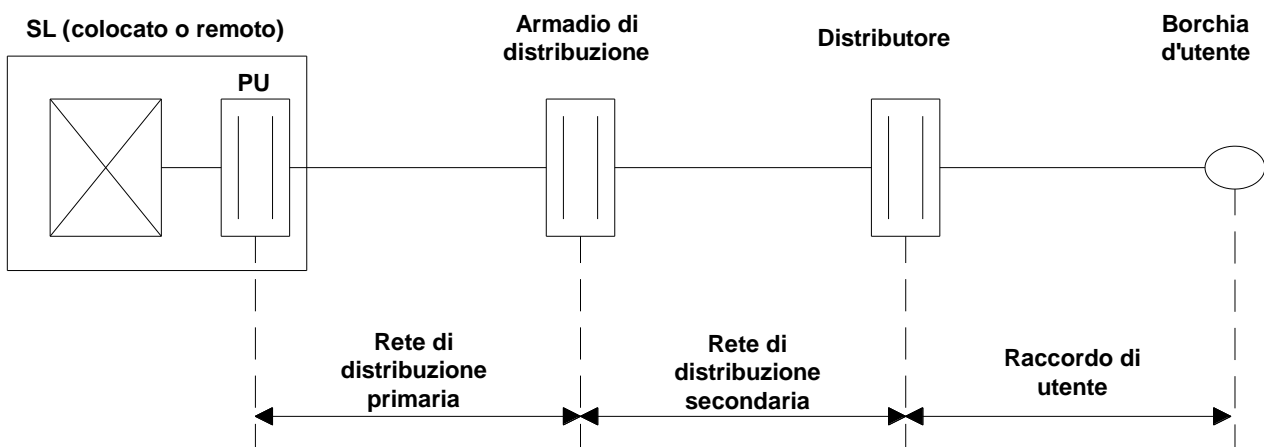 SL (colocato o remoto)
PU
Armadio di
distribuzione
Distributore
Borchia
d'utente
Rete di
distribuzione
primaria
Rete di
distribuzione
secondaria
Raccordo di
utente